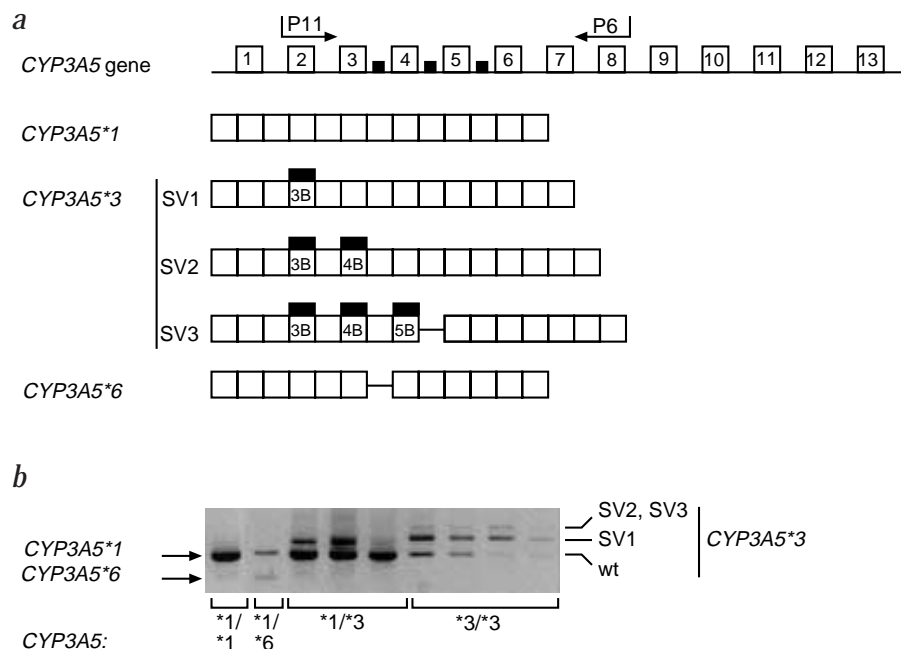 a
P11 P6
CYP3A5 gene 1 2 3 4 5 6 7 8 9 10 11 12 13
CYP3A5*1
CYP3A5*3 SV1 3B
SV2 3B 4B
SV3 3B 4B 5B
CYP3A5*6
b
SV2, SV3
CYP3A5*1 SV1 CYP3A5*3
CYP3A5*6 wt
*1/ *1/ *1/*3 *3/*3
CYP3A5: *1 *6